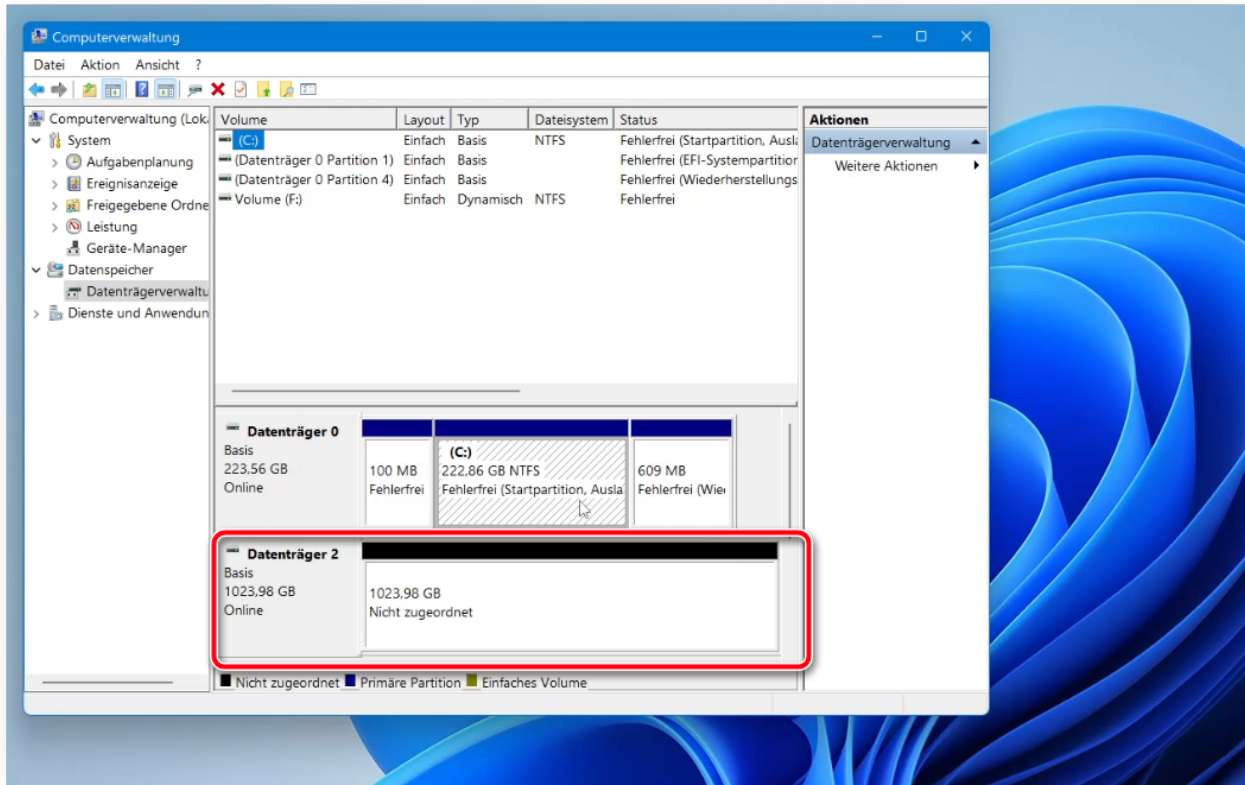 Computerverwaltung
Datei Aktion Ansicht ?
Computerverwaltung (Lok
System
Aufgabenplanung
Ereignisanzeige
Freigegebene Ordne
Leistung
Geräte-Manager
Datenspeicher
Datenträgerverwaltu
Dienste und Anwendun
Volume Layout Typ Dateisystem Status
(C:) Einfach Basis NTFS Fehlerfrei (Startpartition, Ausla
(Datenträger 0 Partition 1) Einfach Basis Fehlerfrei (EFI-Systempartition
(Datenträger 0 Partition 4) Einfach Basis Fehlerfrei (Wiederherstellungs
Volume (F:) Einfach Dynamisch NTFS Fehlerfrei
Aktionen
Datenträgerverwaltung
Weitere Aktionen
Datenträger 0
Basis
223,56 GB
Online
100 MB
Fehlerfrei
(C:)
222,86 GB NTFS
Fehlerfrei (Startpartition, Ausla
609 MB
Fehlerfrei (Wie
Datenträger 2
Basis
1023,98 GB
Online
1023,98 GB
Nicht zugeordnet
Nicht zugeordnet Primäre Partition Einfaches Volume